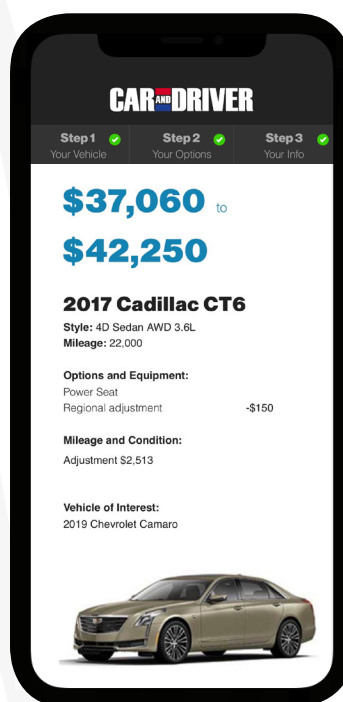 CAR AND DRIVER
Step 1
Your Vehicle
Step 2
Your Options
Step 3
Your Info
$37,060 to
$42,250
2017 Cadillac CT6
Style: 4D Sedan AWD 3.6L
Mileage: 22,000
Options and Equipment:
Power Seat
Regional adjustment -$150
Mileage and Condition:
Adjustment $2,513
Vehicle of Interest:
2019 Chevrolet Camaro